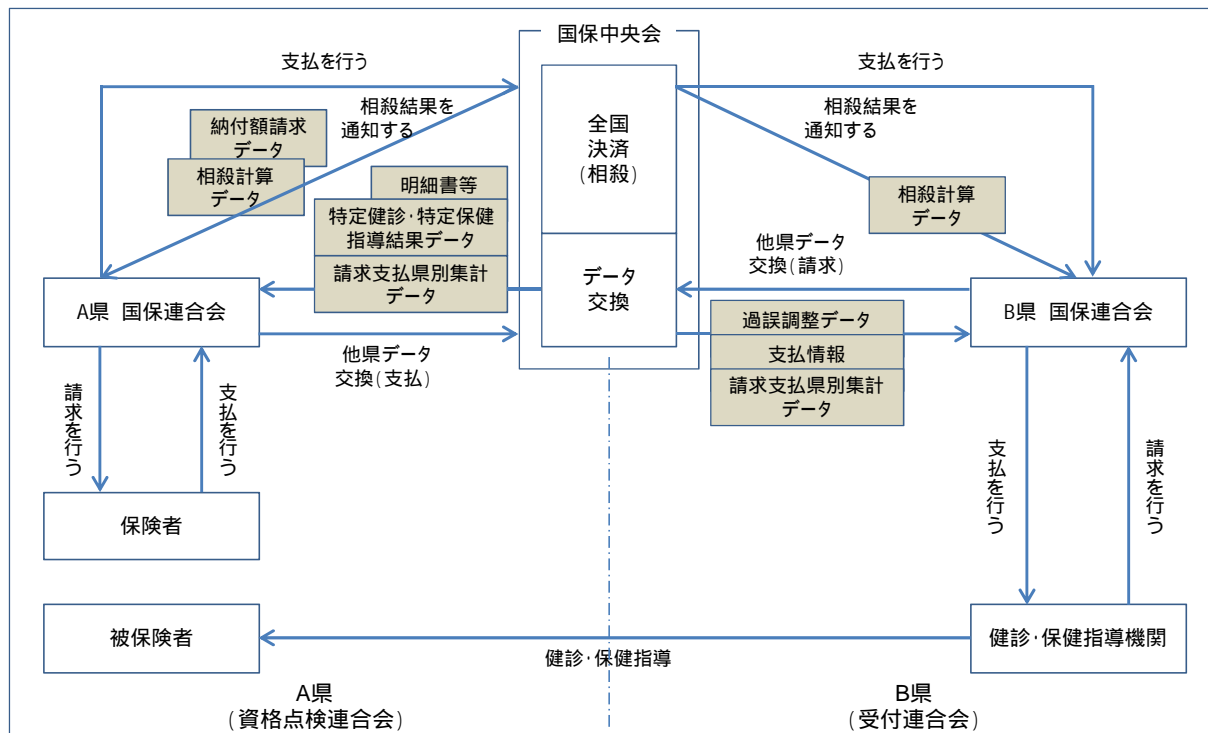 国保中央会
支払を行う
支払を行う
相殺結果を
通知する
相殺結果を
通知する
納付額請求
データ
相殺計算
データ
全国
決済
(相殺)
明細書等
特定健診・特定保健
指導結果データ
請求支払県別集計
データ
相殺計算
データ
他県データ
交換(請求)
データ
交換
A県 国保連合会
B県 国保連合会
他県データ
交換(支払)
過誤調整データ
支払情報
請求支払県別集計
データ
請求を行う
支払を行う
支払を行う
請求を行う
保険者
被保険者
健診・保健指導機関
健診・保健指導
A県
(資格点検連合会)
B県
(受付連合会)